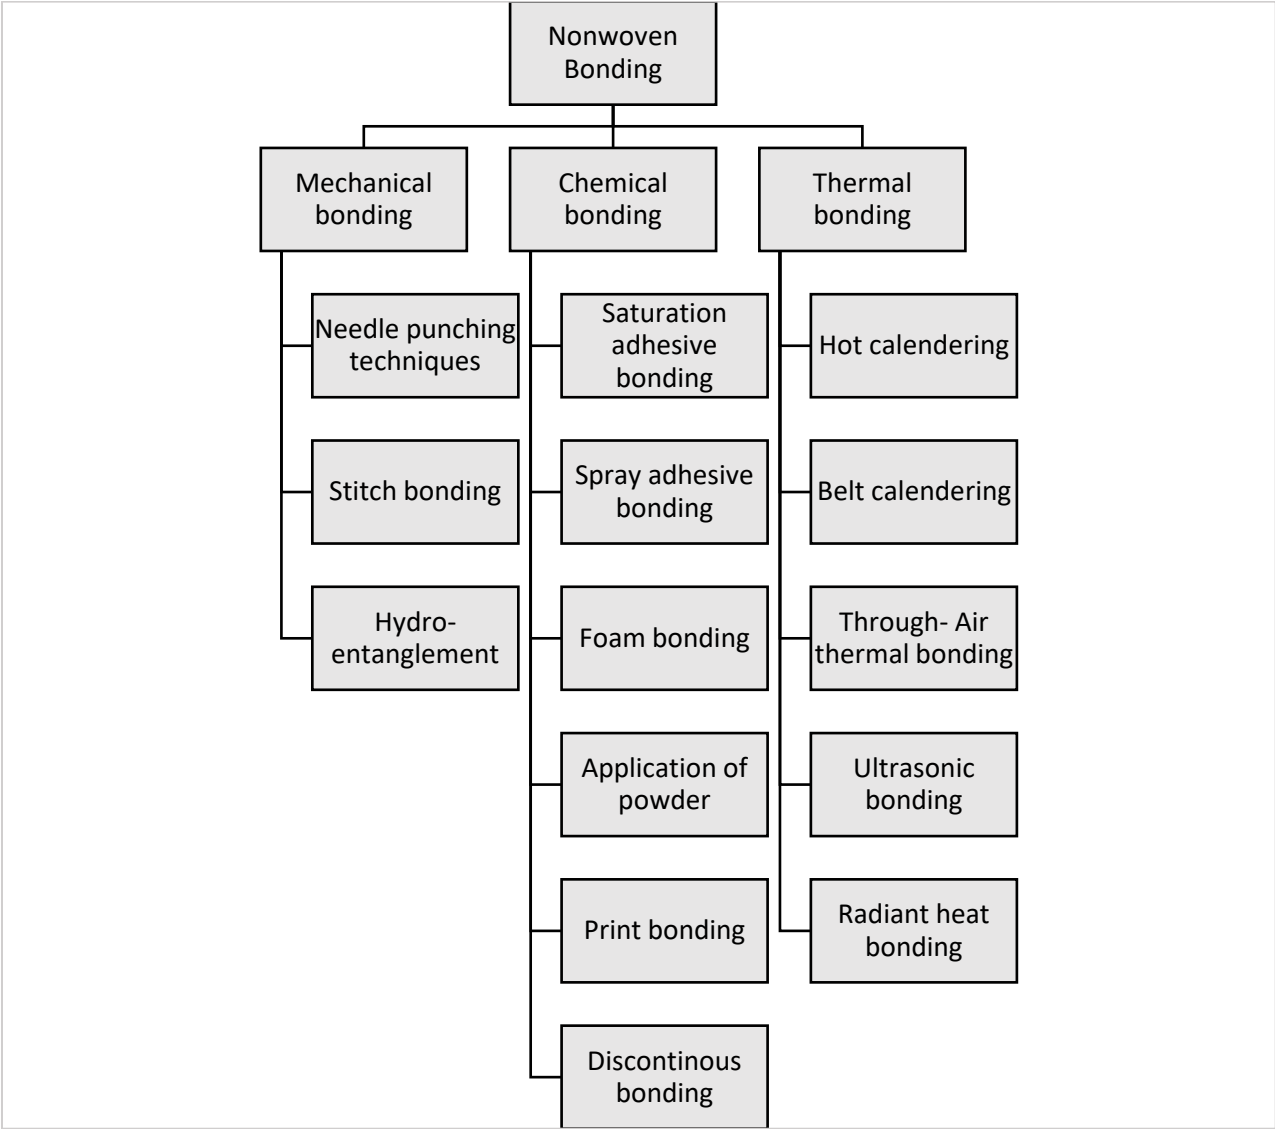 Nonwoven
Bonding
Mechanical
bonding
Chemical
bonding
Thermal
bonding
Needle punching
techniques
Stitch bonding
Hydro-
entanglement
Saturation
adhesive
bonding
Spray adhesive
bonding
Foam bonding
Application of
powder
Print bonding
Discontinous
bonding
Hot calendering
Belt calendering
Through- Air
thermal bonding
Ultrasonic
bonding
Radiant heat
bonding